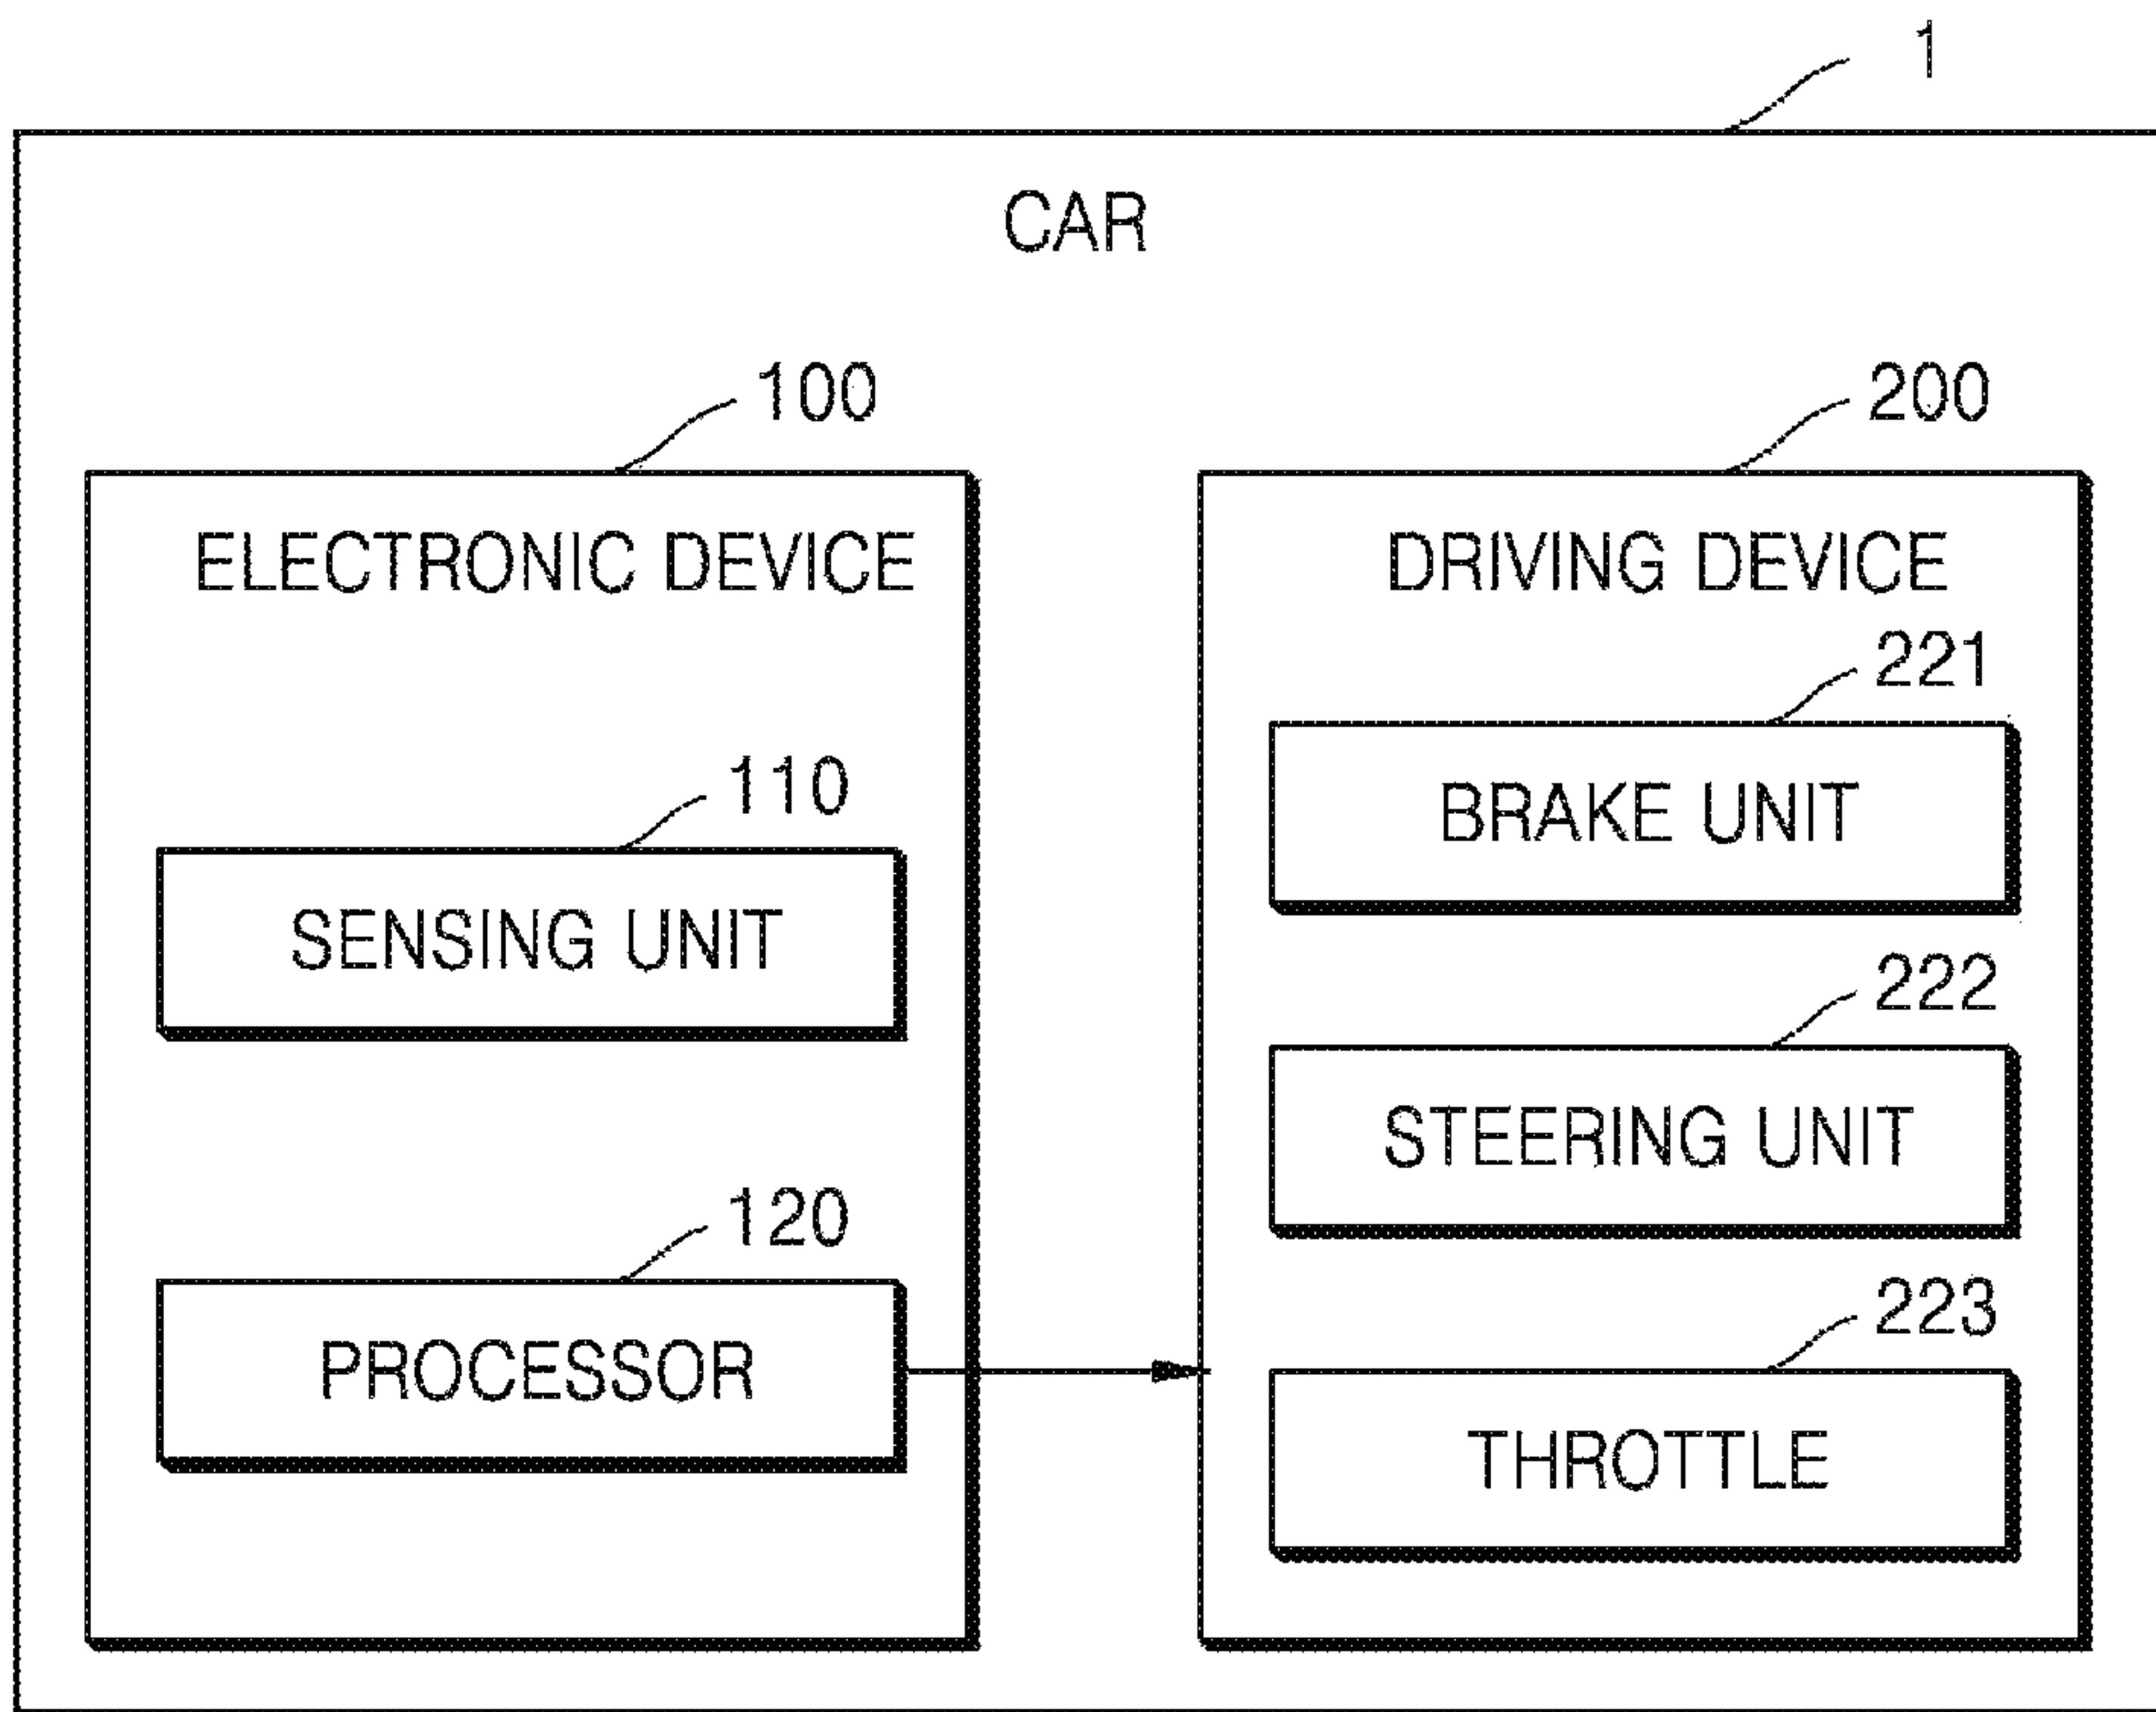 1
CAR
100
200
ELECTRONIC DEVICE
DRIVING DEVICE
221
BRAKE UNIT
110
SENSING UNIT
222
STEERING UNIT
120
PROCESSOR
223
THROTTLE